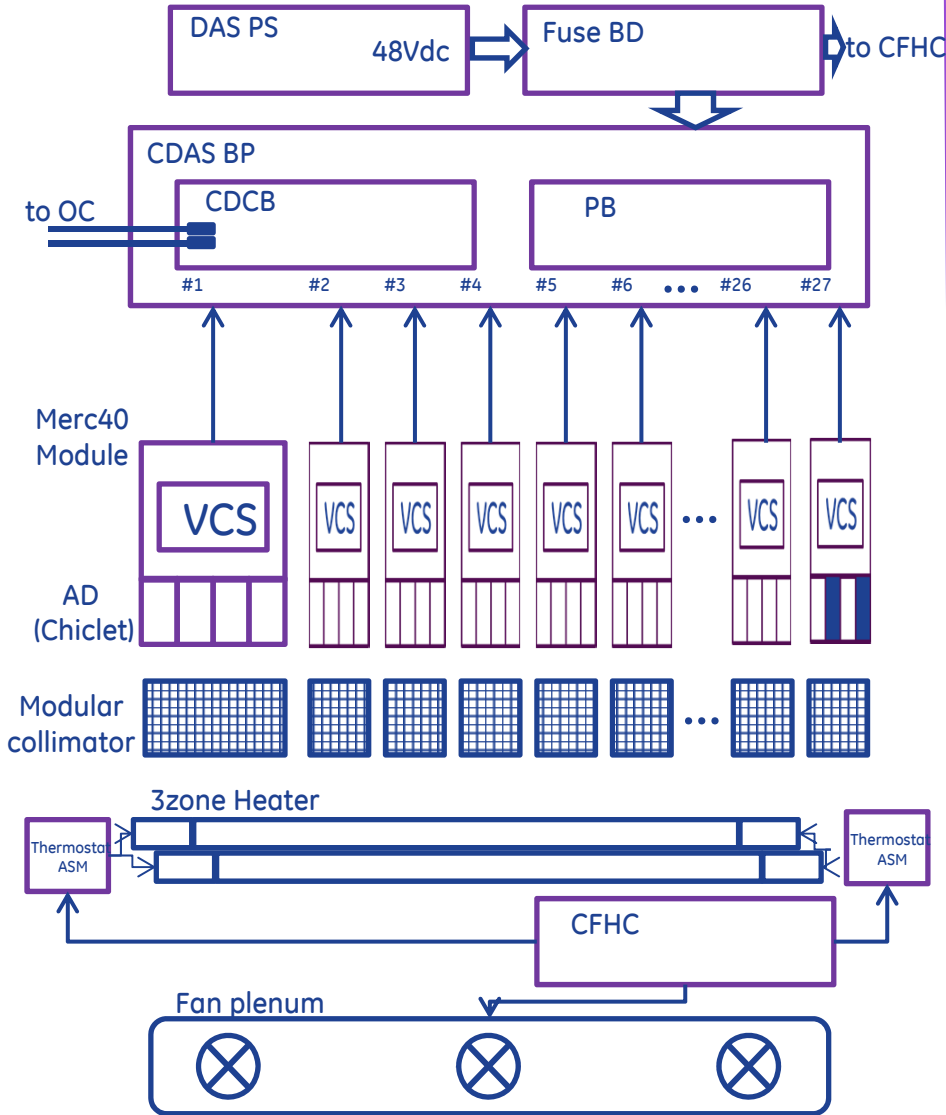 DAS PS
48Vdc
Fuse BD
to CFHC
CDAS BP
CDCB
PB
to OC
#1
#2
#3
#4
#5
#6
...
#26
#27
Merc40
Module
VCS
VCS
VCS
VCS
VCS
VCS
...
VCS
VCS
AD
(Chiclet)
Modular
collimator
...
3zone Heater
Thermostat
ASM
Thermostat
ASM
CFHC
Fan plenum